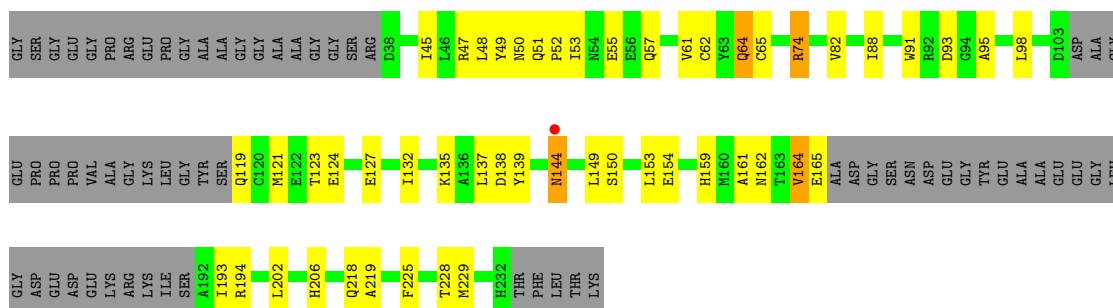 GLY SER GLY GLU GLY PRO ARG GLU PRO GLY ALA ALA GLY GLY ALA ALA GLY GLY SER ARG D38 I45 L46 R47 L48 Y49 N50 Q51 P52 I53 N54 E55 E56 Q57 V61 C62 Y63 Q64 C65 R74 V82 I88 W91 R92 D93 G94 A95 L98 D103 ASP ALA GLY
GLU PRO PRO PRO VAL ALA GLY LYS LEU GLY TYR SER Q119 C120 M121 E122 T123 E124 E127 I132 K135 A136 L137 D138 Y139 N144 L149 S150 L153 E154 H159 M160 A161 N162 T163 V164 E165 ALA ASP GLY SER ASN ASP GLU GLY TYR GLU ALA ALA GLU GLU GLY LEU
GLY ASP GLU ASP GLU LYS ARG LYS ILE SER A192 I193 R194 L202 H206 Q218 A219 F225 T228 M229 H232 THR PHE LEU THR LYS